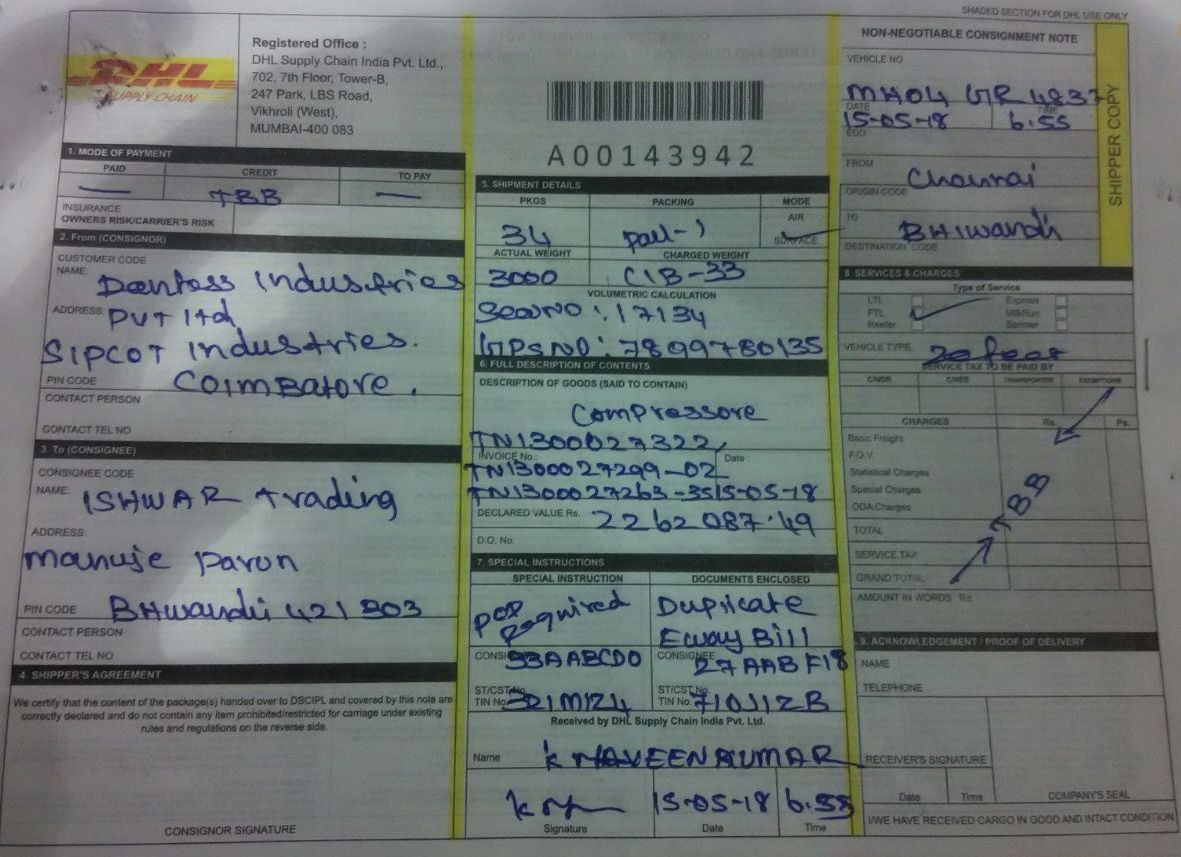 SHADED SECTION FOR DHL USE ONLY
DHL
SUPPLY CHAIN
Registered Office :
DHL Supply Chain India Pvt. Ltd.,
702, 7th Floor, Tower-B,
247 Park, LBS Road,
Vikhroli (West),
MUMBAI-400 083
A00143942
NON-NEGOTIABLE CONSIGNMENT NOTE
VEHICLE NO
MH04 GR 4837
DATE TIME
15-05-18 6.55
EDD
FROM
Chennai
ORIGIN CODE
TO
BHiwandi
DESTINATION CODE
SHIPPER COPY
1. MODE OF PAYMENT
PAID CREDIT TO PAY
— TBB —
INSURANCE
OWNERS RISK/CARRIER'S RISK
2. From (CONSIGNOR)
CUSTOMER CODE
NAME: Danfoss Industries
ADDRESS: PVT ltd
SIPCOT Industries.
PIN CODE Coimbatore.
CONTACT PERSON
CONTACT TEL NO
3. To (CONSIGNEE)
CONSIGNEE CODE
NAME: ISHWAR trading
ADDRESS:
manuje
PIN CODE BHwandi 421 303
CONTACT PERSON
CONTACT TEL NO
4. SHIPPER'S AGREEMENT
We certify that the content of the package(s) handed over to DSCIPL and covered by this note are
correctly declared and do not contain any item prohibited/restricted for carriage under existing
rules and regulations on the reverse side.
CONSIGNOR SIGNATURE
5. SHIPMENT DETAILS
PKGS PACKING MODE
34 AIR
SURFACE
ACTUAL WEIGHT CHARGED WEIGHT
3000 CIB-33
VOLUMETRIC CALCULATION
17134
GPSNO: 7899780135
6. FULL DESCRIPTION OF CONTENTS
DESCRIPTION OF GOODS (SAID TO CONTAIN)
Compressore
TN1300027322,
INVOICE No.: Date :
TN1300027299-02
TN1300027263-35 15-05-18
DECLARED VALUE Rs. 2262087.49
D.O. No.
7. SPECIAL INSTRUCTIONS
SPECIAL INSTRUCTION DOCUMENTS ENCLOSED
Required Duplicate
Eway Bill
33AABCD0 27AABF18
ST/CST No. ST/CST No.
TIN No. 321M1Z4 TIN No. 710J1ZB
Received by DHL Supply Chain India Pvt. Ltd.
Name K NAVEENKUMAR
15-05-18 6.55
Signature Date Time
8. SERVICES & CHARGES
Type of Service
LTL Express
FTL MilkRun
Reefer Sprinter
VEHICLE TYPE 20 feet
SERVICE TAX TO BE PAID BY
CNOR CNEE TRANSPORTER EXEMPTIONS
CHARGES Rs. Ps.
Basic Freight
F.O.V.
Statistical Charges
Special Charges
ODA Charges
TBB
TOTAL
SERVICE TAX
GRAND TOTAL
AMOUNT IN WORDS Rs.
9. ACKNOWLEDGEMENT / PROOF OF DELIVERY
NAME
TELEPHONE
RECEIVER'S SIGNATURE
Date Time COMPANY'S SEAL
I/WE HAVE RECEIVED CARGO IN GOOD AND INTACT CONDITION